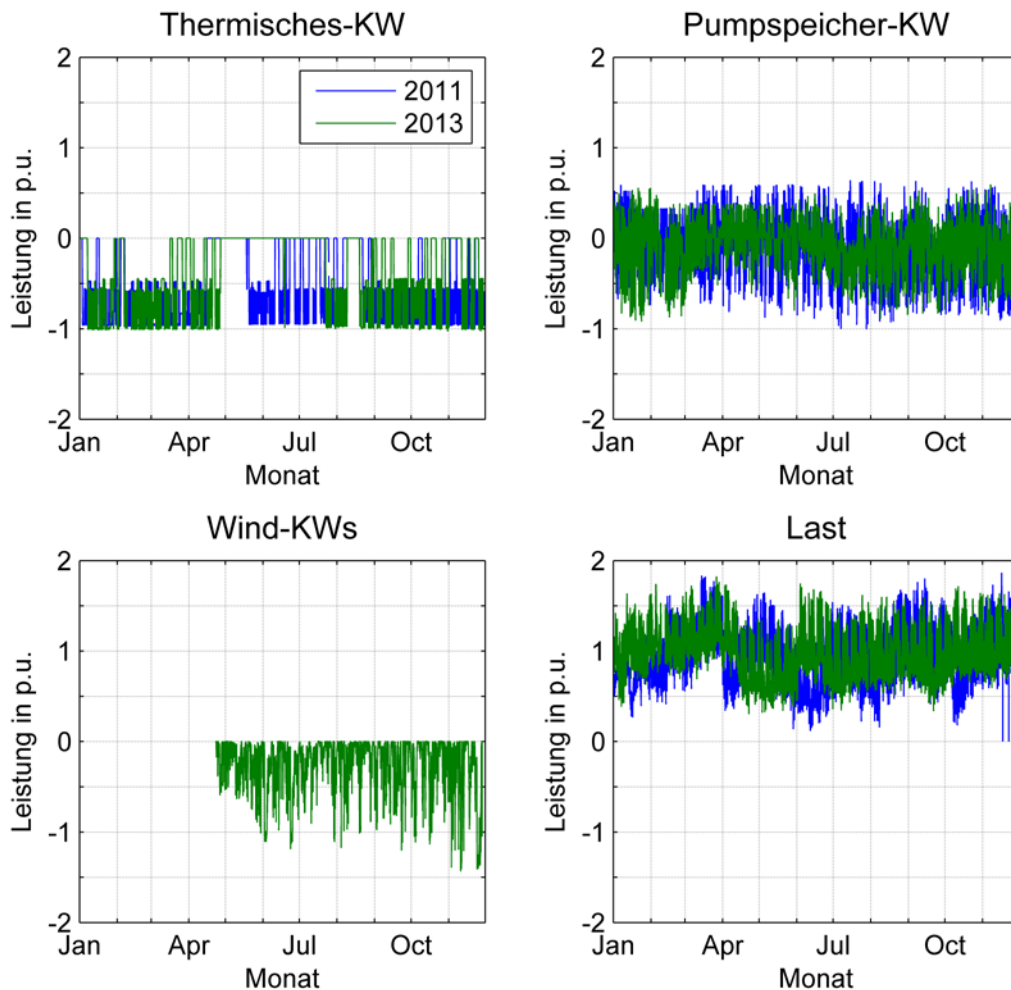 Thermisches-KW
2
1
0
-1
-2
Leistung in p.u.
2011
2013
Jan Apr Jul Oct
Monat
Pumpspeicher-KW
2
1
0
-1
-2
Leistung in p.u.
Jan Apr Jul Oct
Monat
Wind-KWs
2
1
0
-1
-2
Leistung in p.u.
Jan Apr Jul Oct
Monat
Last
2
1
0
-1
-2
Leistung in p.u.
Jan Apr Jul Oct
Monat